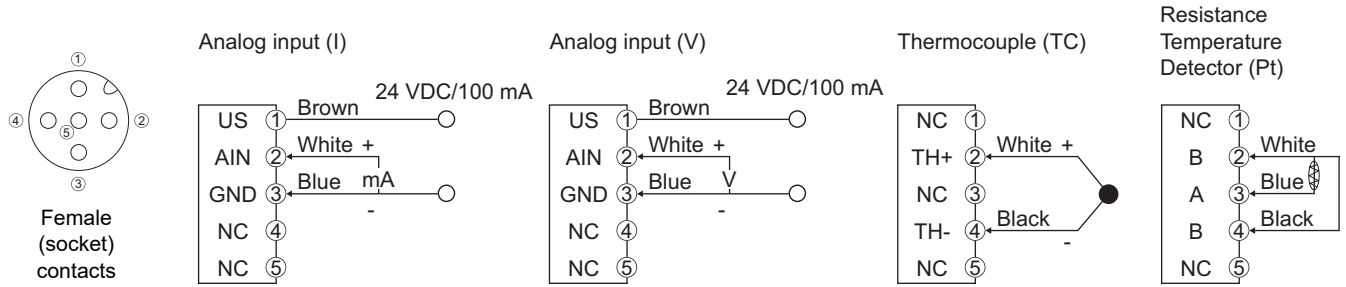 ①
④
⑤
②
③
Female
(socket)
contacts
Analog input (I)
24 VDC/100 mA
US ① Brown
AIN ② White +
GND ③ Blue mA
-
NC ④
NC ⑤
Analog input (V)
24 VDC/100 mA
US ① Brown
AIN ② White +
GND ③ Blue V
-
NC ④
NC ⑤
Thermocouple (TC)
NC ①
TH+ ② White +
NC ③
TH- ④ Black
-
NC ⑤
Resistance
Temperature
Detector (Pt)
NC ①
B ② White
A ③ Blue
B ④ Black
NC ⑤